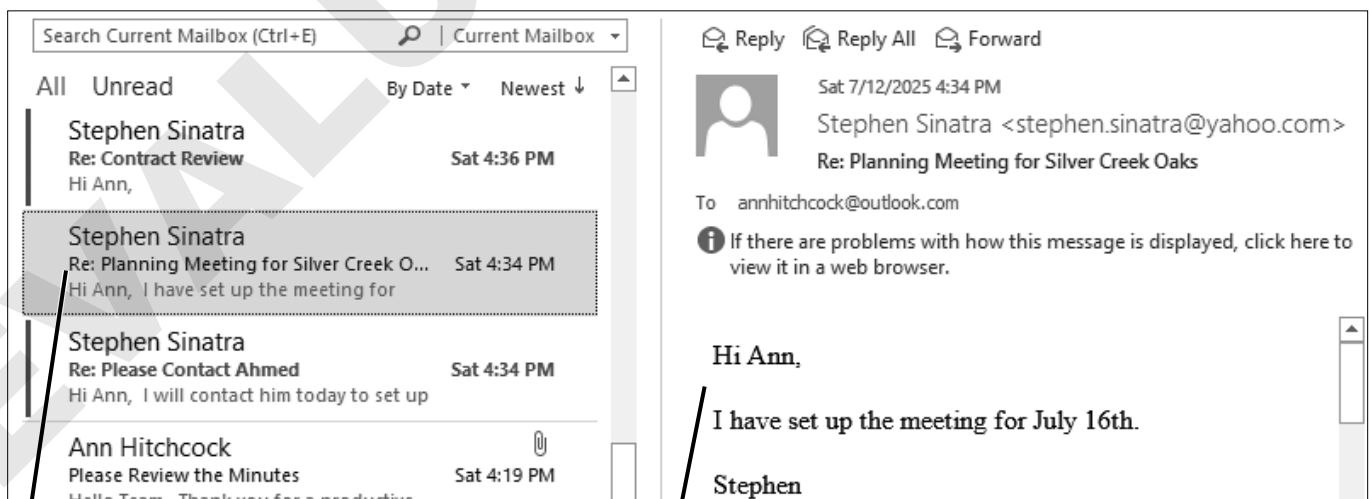 Search Current Mailbox (Ctrl+E) Current Mailbox
All Unread By Date Newest ↓
Stephen Sinatra
Re: Contract Review Sat 4:36 PM
Hi Ann,
Stephen Sinatra
Re: Planning Meeting for Silver Creek O... Sat 4:34 PM
Hi Ann, I have set up the meeting for
Stephen Sinatra
Re: Please Contact Ahmed Sat 4:34 PM
Hi Ann, I will contact him today to set up
Ann Hitchcock
Please Review the Minutes Sat 4:19 PM
Hello Team, Thank you for a productive
Reply Reply All Forward
Sat 7/12/2025 4:34 PM
Stephen Sinatra <stephen.sinatra@yahoo.com>
Re: Planning Meeting for Silver Creek Oaks
To annhitchcock@outlook.com
If there are problems with how this message is displayed, click here to
view it in a web browser.
Hi Ann,
I have set up the meeting for July 16th.
Stephen